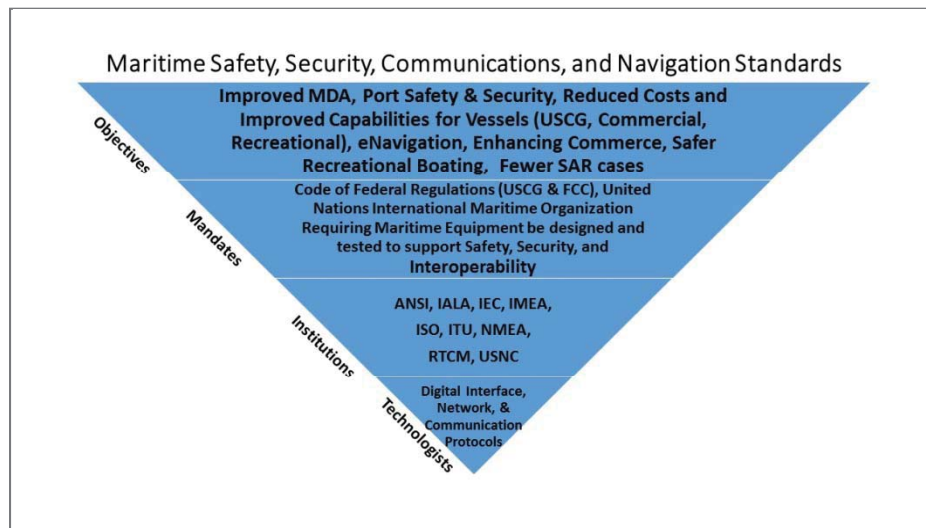 Maritime Safety, Security, Communications, and Navigation Standards
Improved MDA, Port Safety & Security, Reduced Costs and
Improved Capabilities for Vessels (USCG, Commercial,
Recreational), eNavigation, Enhancing Commerce, Safer
Recreational Boating, Fewer SAR cases
Objectives
Code of Federal Regulations (USCG & FCC), United
Nations International Maritime Organization
Requiring Maritime Equipment be designed and
tested to support Safety, Security, and
Interoperability
Mandates
ANSI, IALA, IEC, IMEA,
ISO, ITU, NMEA,
RTCM, USNC
Institutions
Digital Interface,
Network, &
Communication
Protocols
Technologists